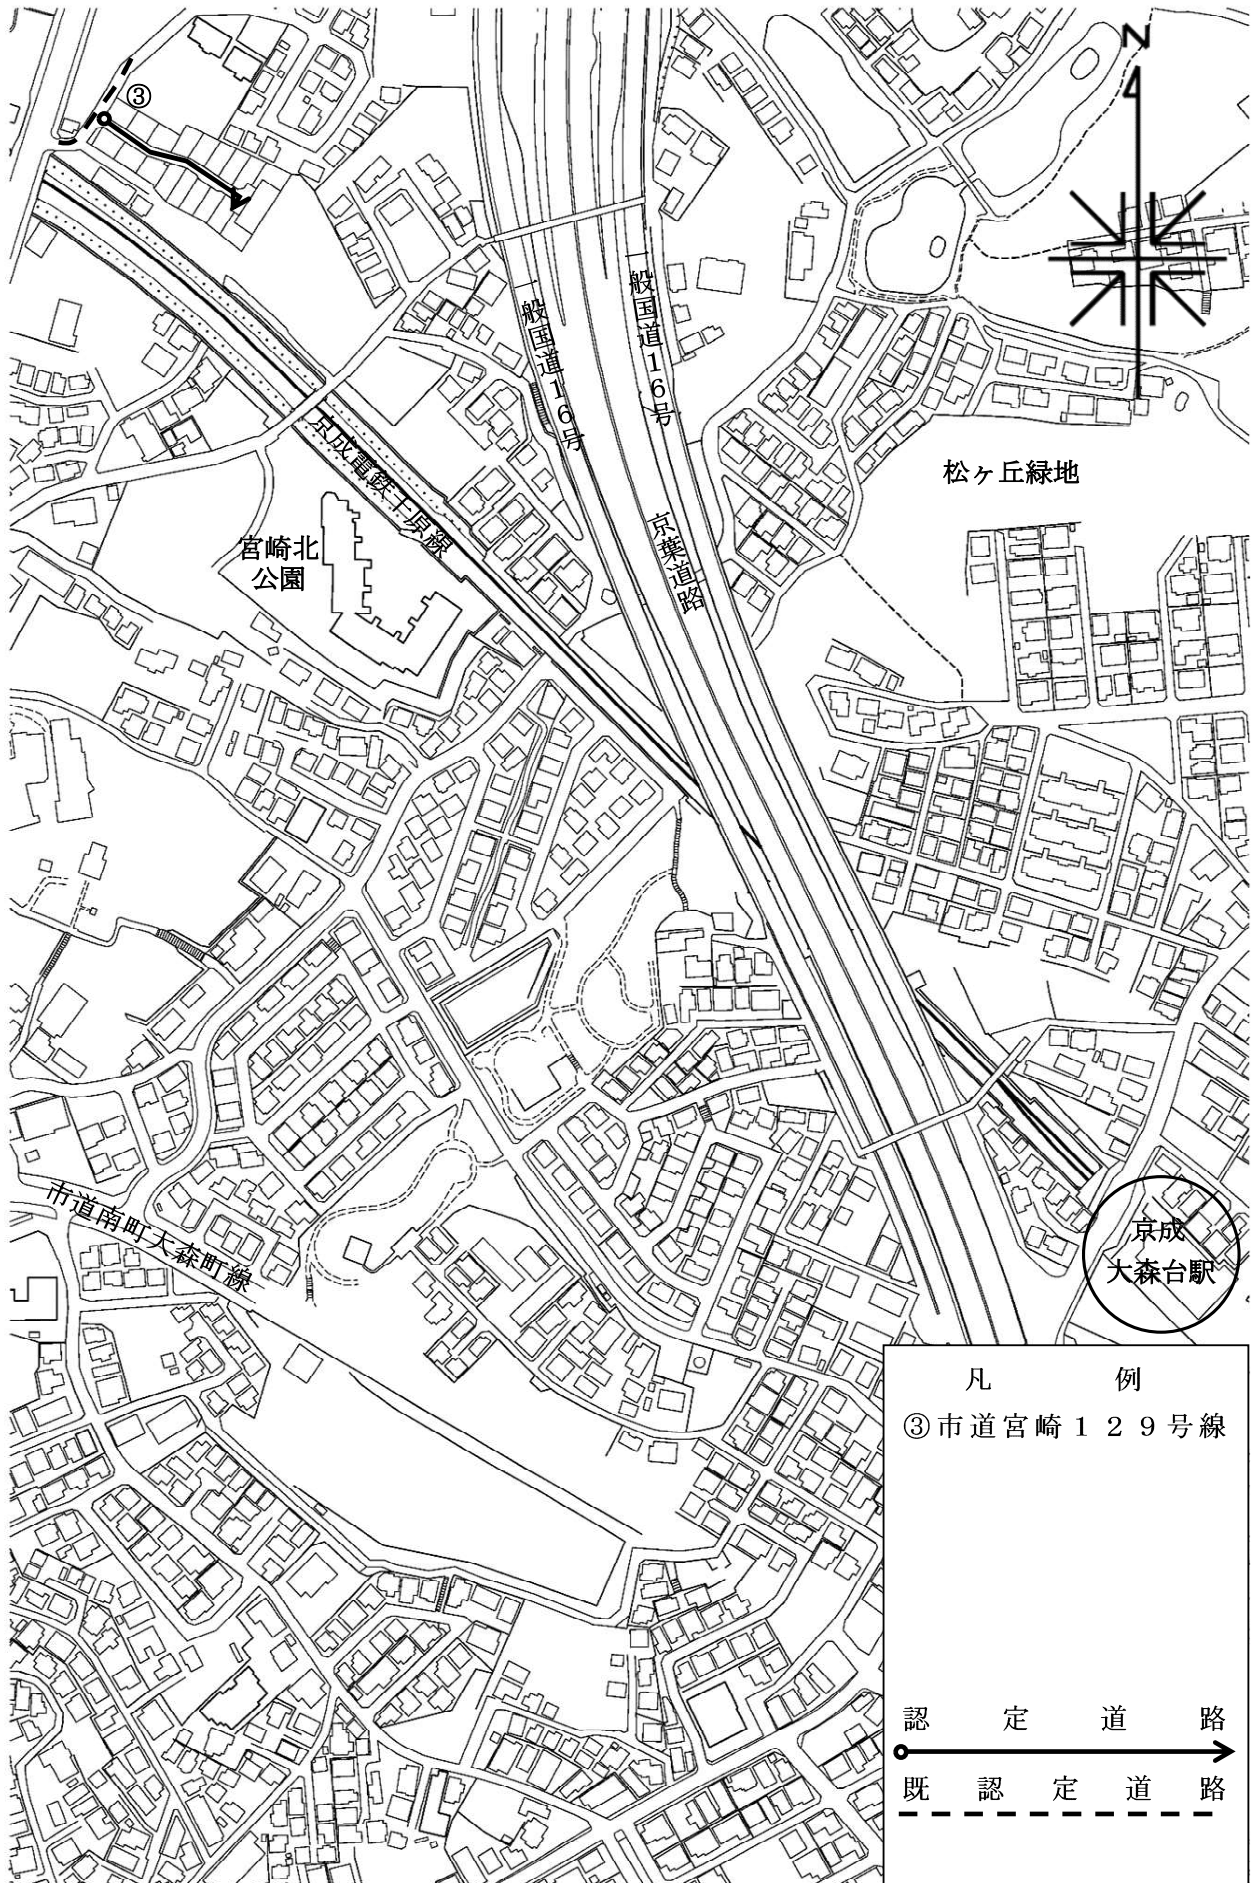 N
③
一般国道16号
一般国道16号
京成電鉄千原線
京葉道路
松ヶ丘緑地
宮崎北
公園
市道南町大森町線
京成
大森台駅
凡例
③市道宮崎129号線
認定道路
既認定道路